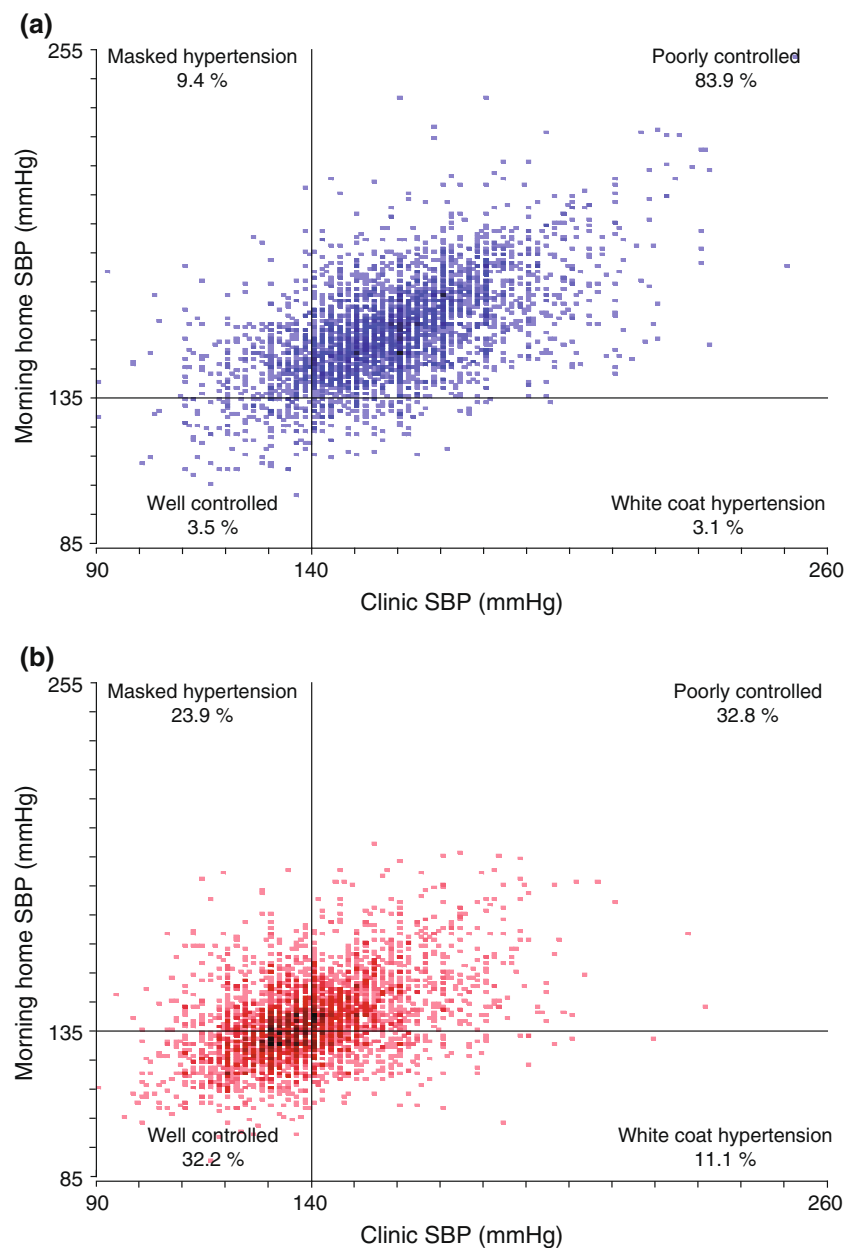 (a)
255
Masked hypertension
9.4 %
Poorly controlled
83.9 %
Morning home SBP (mmHg)
135
Well controlled
3.5 %
White coat hypertension
3.1 %
85
90
140
260
Clinic SBP (mmHg)
(b)
255
Masked hypertension
23.9 %
Poorly controlled
32.8 %
Morning home SBP (mmHg)
135
Well controlled
32.2 %
White coat hypertension
11.1 %
85
90
140
260
Clinic SBP (mmHg)